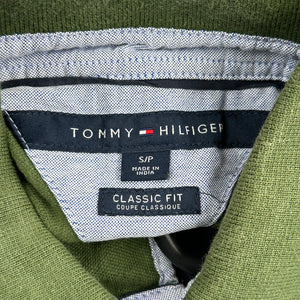 TOMMY HILFIGER
S/P
MADE IN
INDIA
CLASSIC FIT
COUPE CLASSIQUE